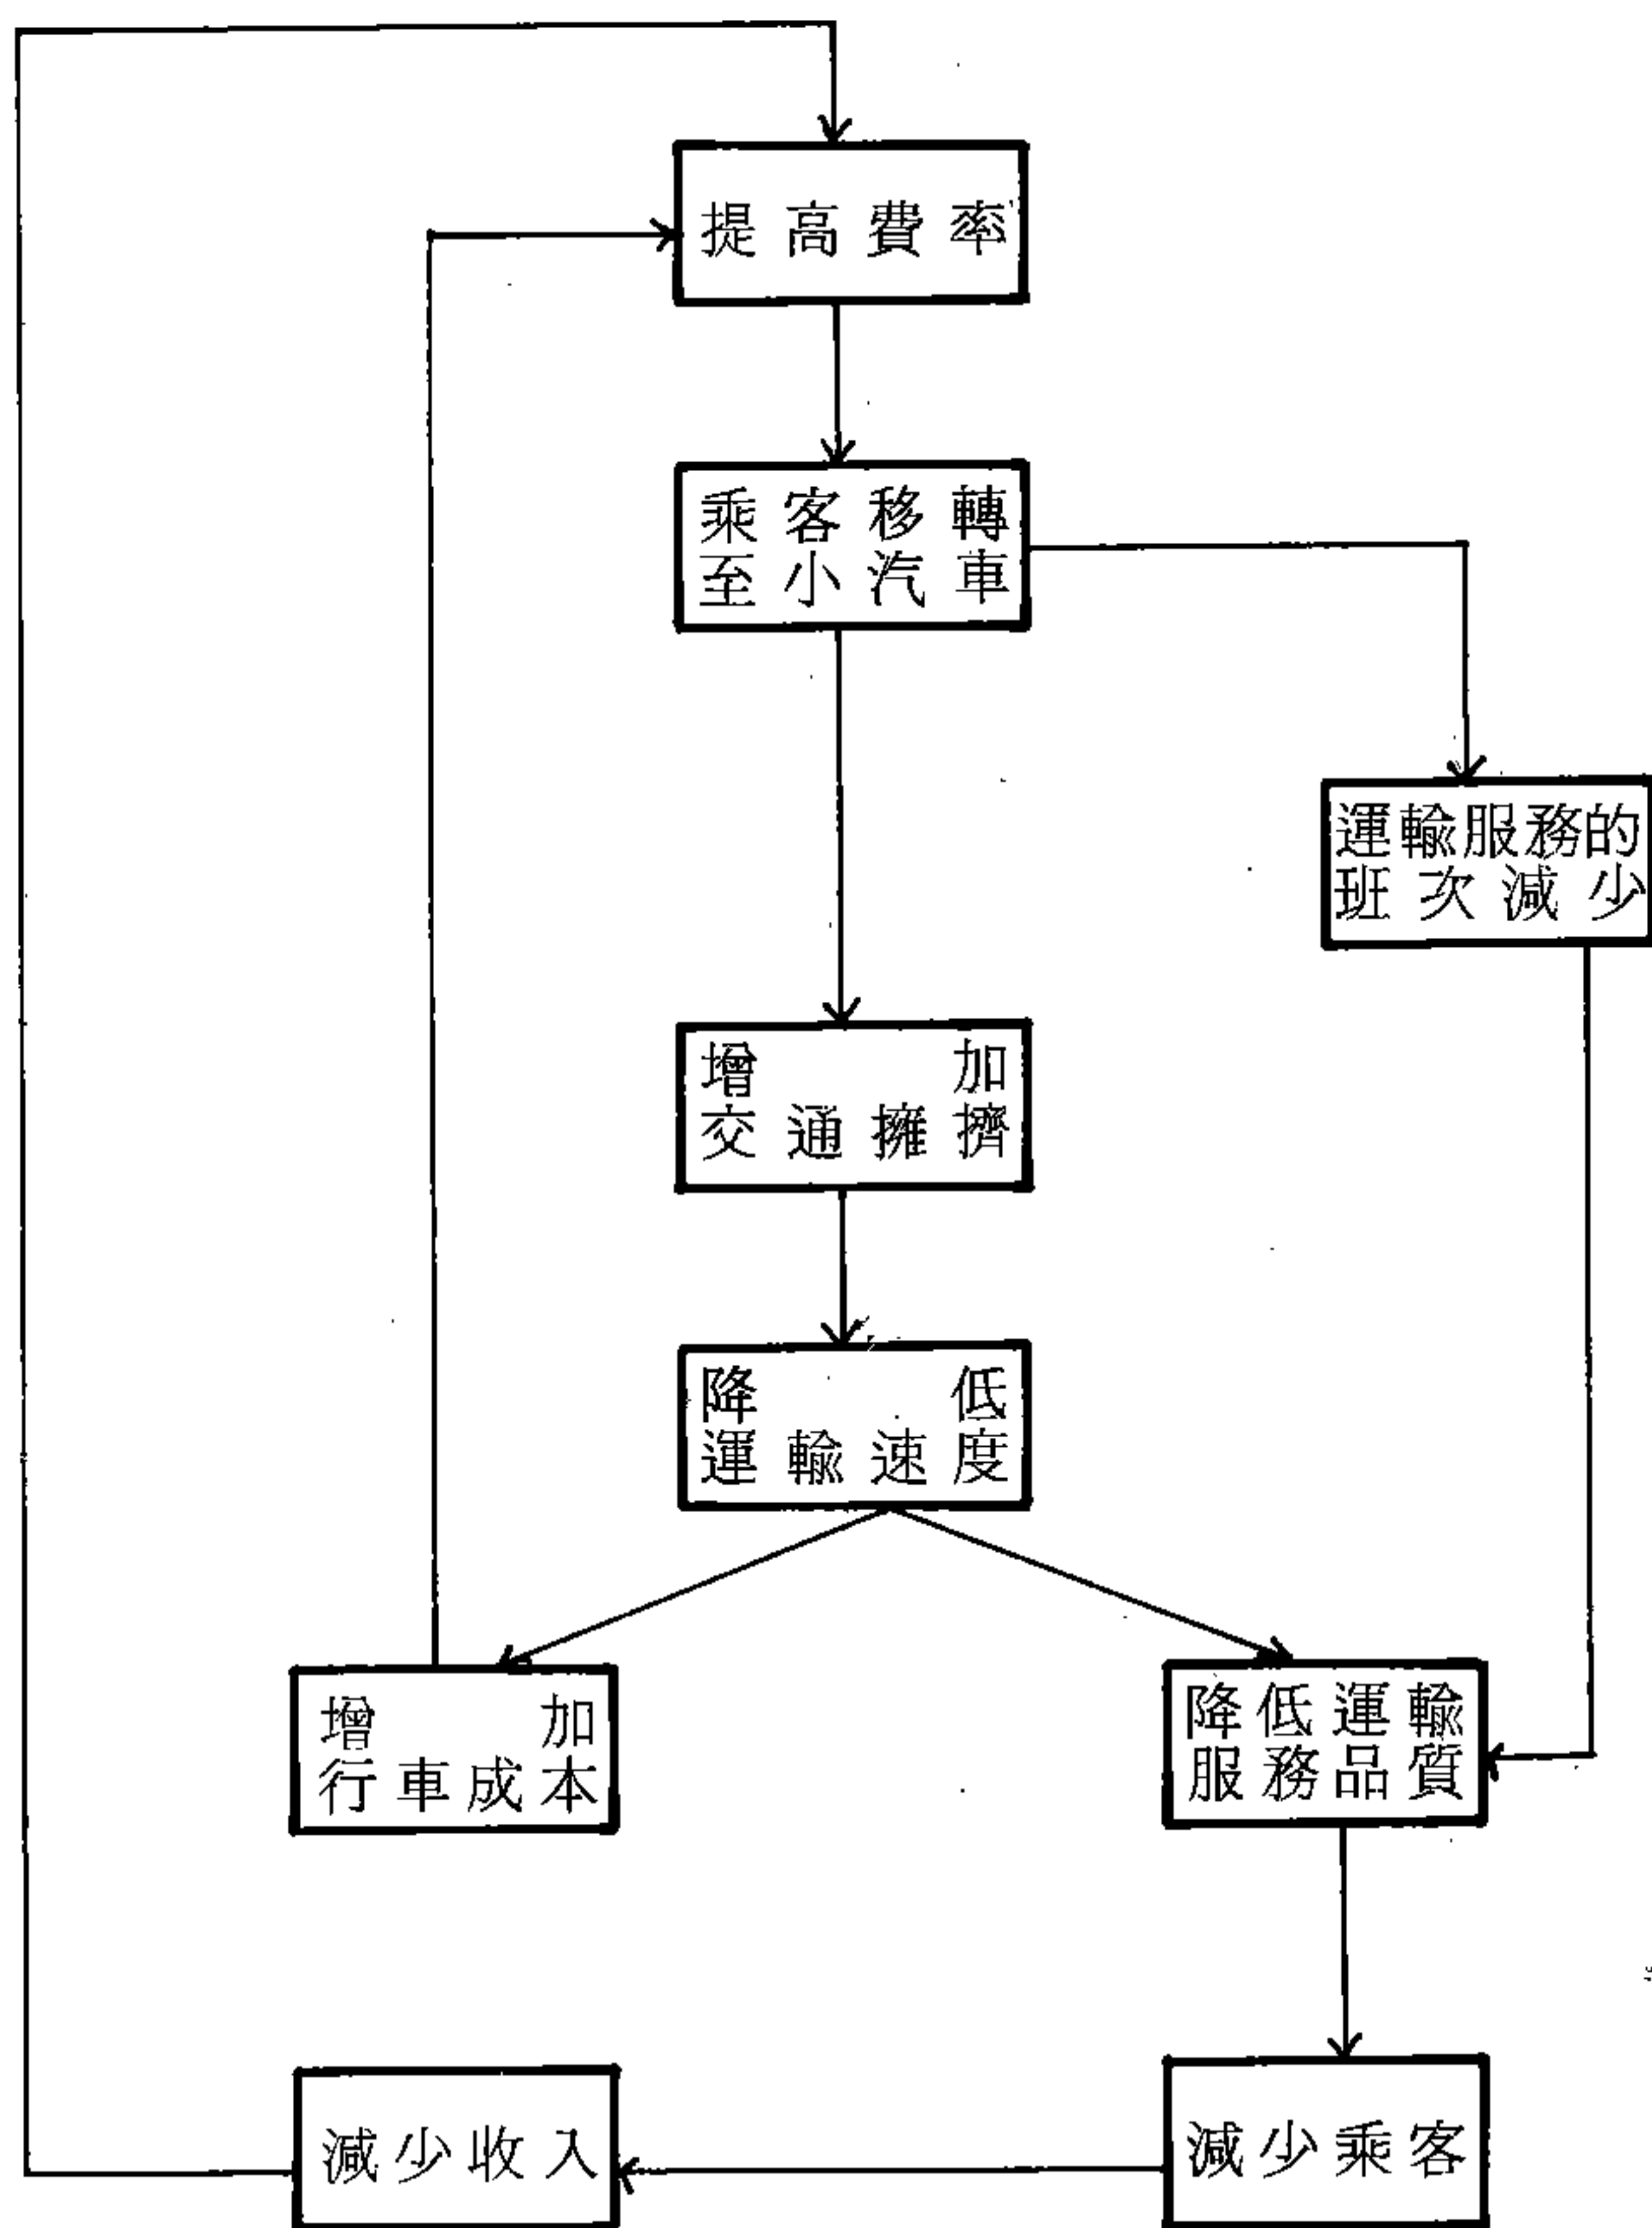 提高費率
乘客移轉
至小汽車
運輸服務的
班次減少
增加
交通擁擠
降低
運輸速度
增加
行車成本
降低運輸
服務品質
減少收入
減少乘客